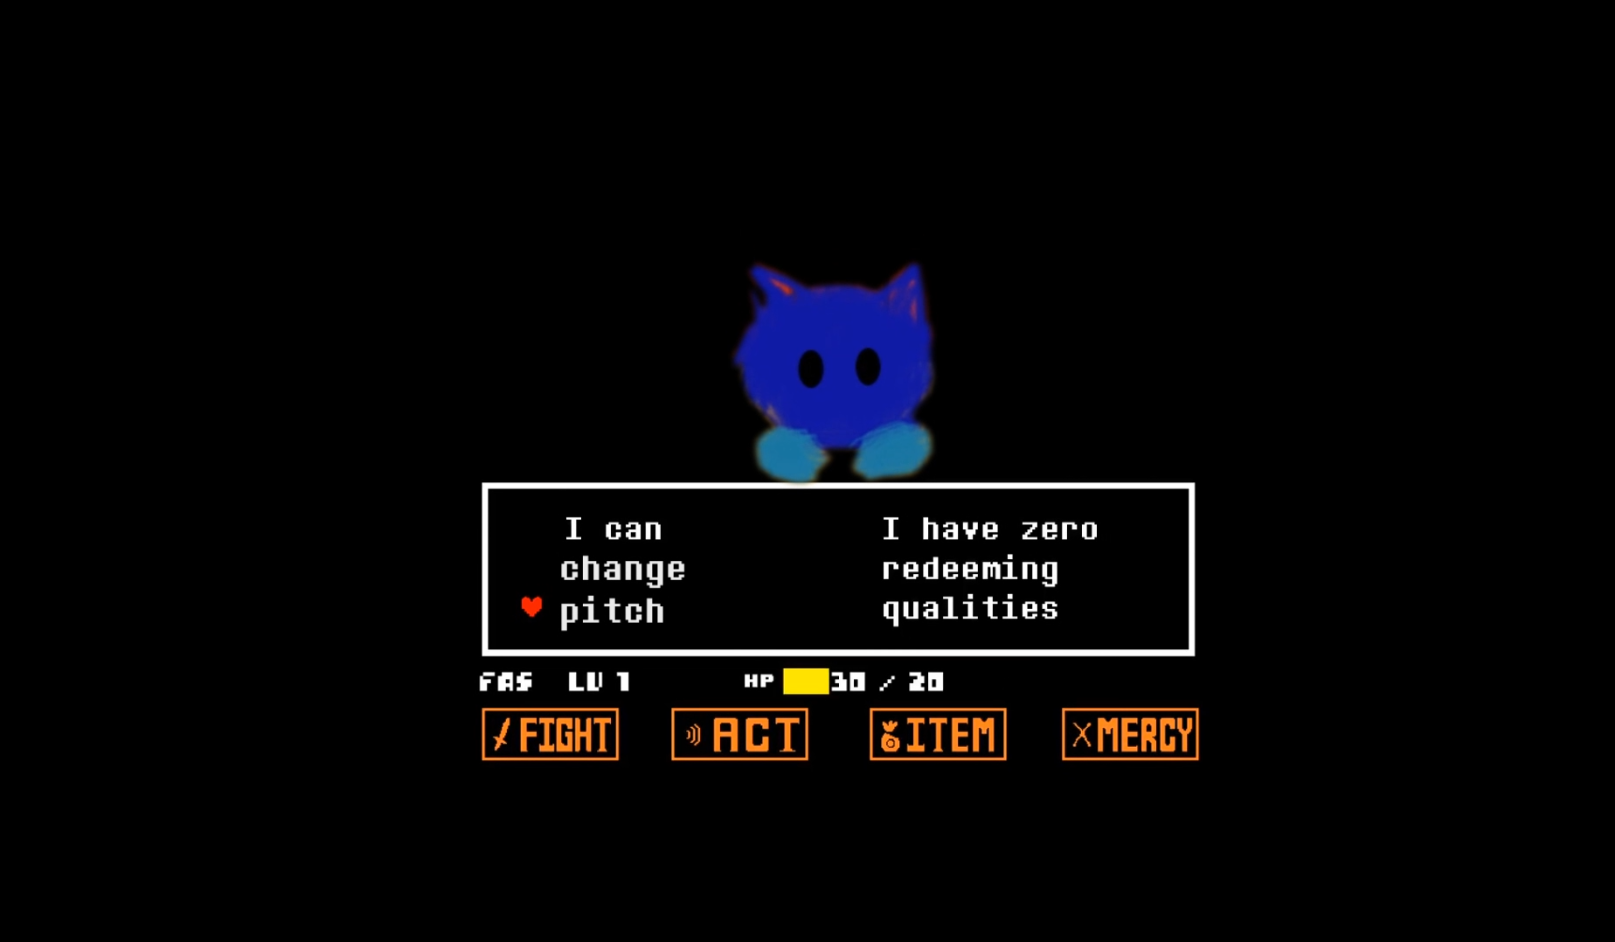 I can
change
pitch
I have zero
redeeming
qualities
FAS LV 1 HP 30 / 20
FIGHT ACT ITEM MERCY